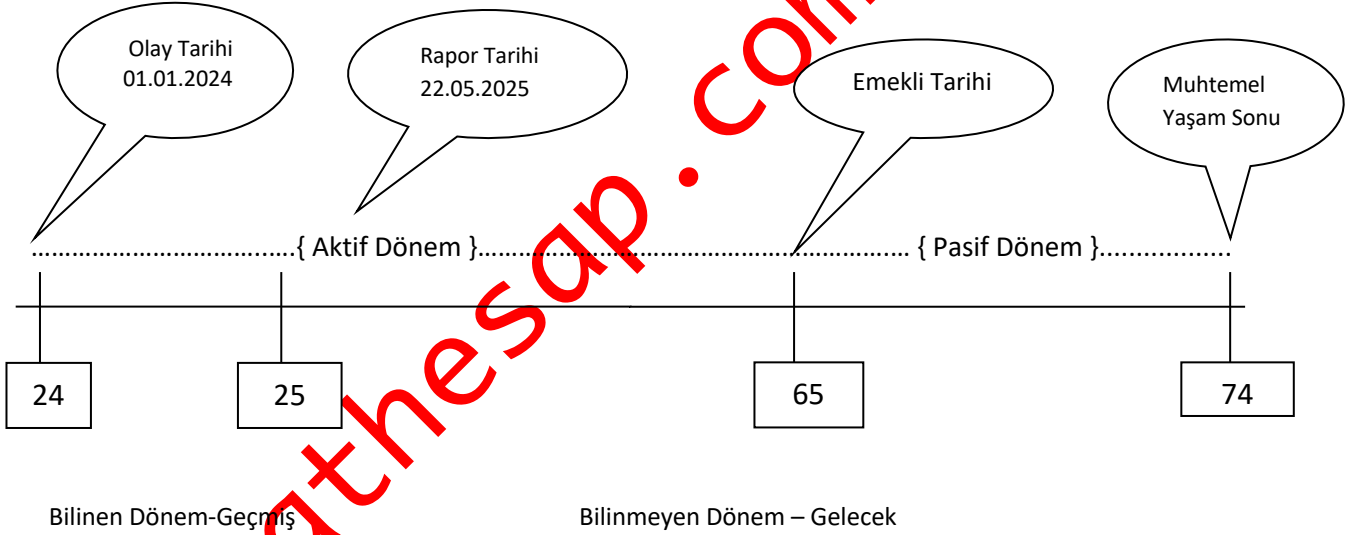 Olay Tarihi
01.01.2024
Rapor Tarihi
22.05.2025
Emekli Tarihi
Muhtemel
Yaşam Sonu
........................................{ Aktif Dönem }.................................................................. { Pasif Dönem }....................
24
25
65
74
Bilinen Dönem-Geçmiş
Bilinmeyen Dönem – Gelecek
athesap.com